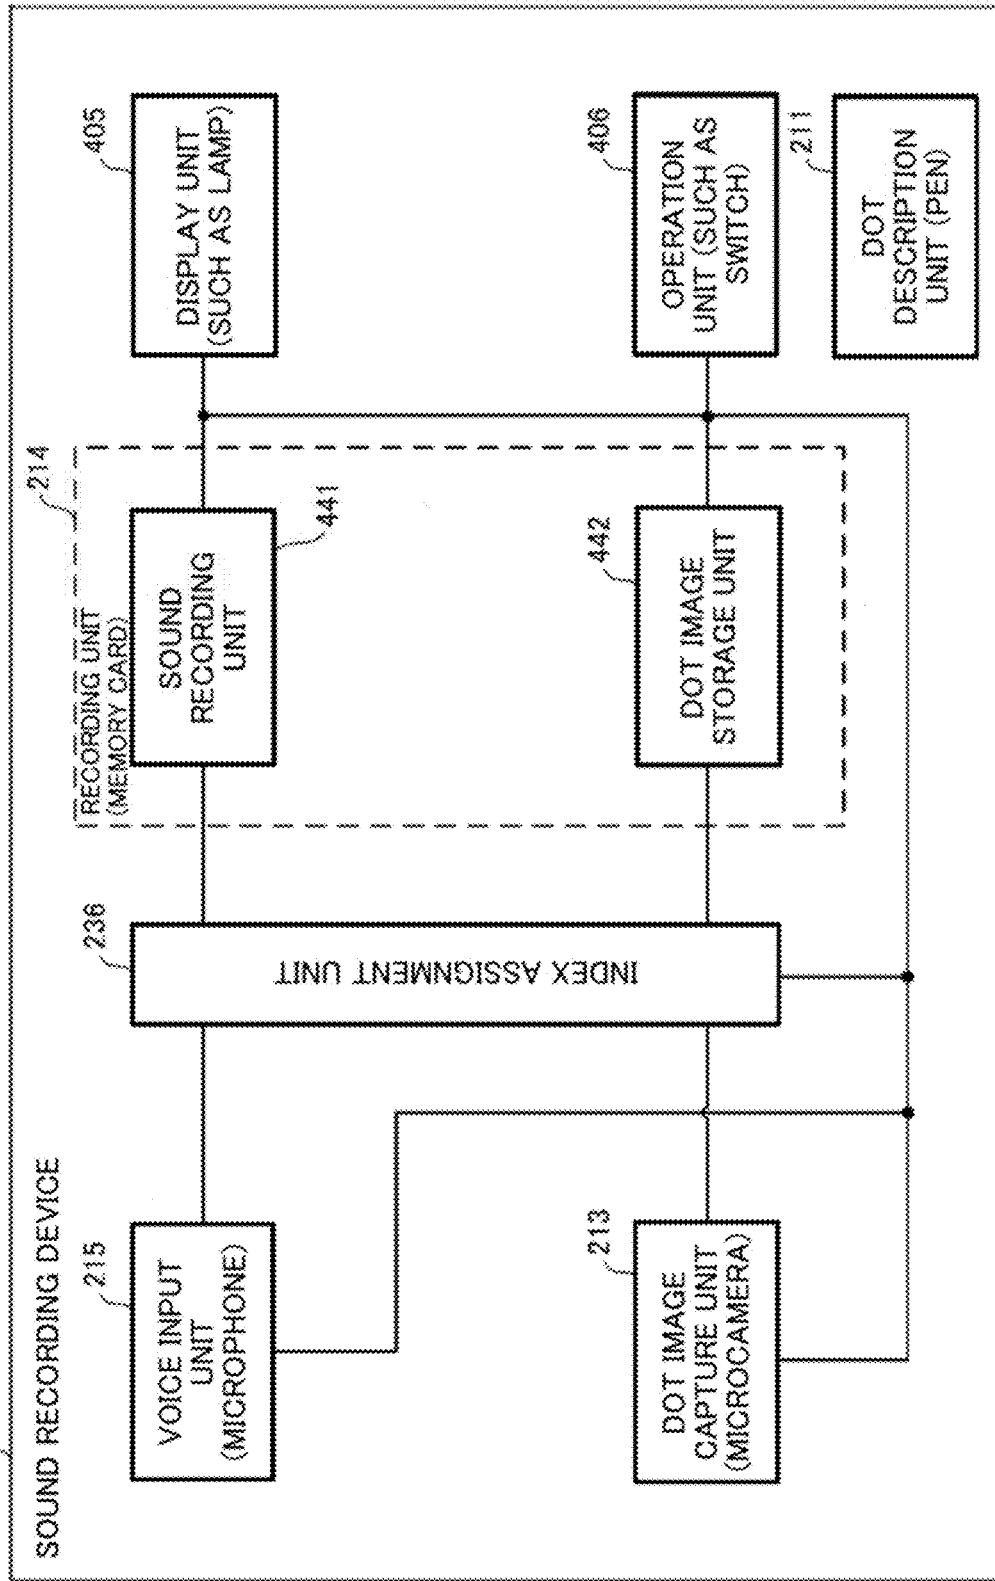 SOUND RECORDING DEVICE
215
VOICE INPUT
UNIT
(MICROPHONE)
213
DOT IMAGE
CAPTURE UNIT
(MICROCAMERA)
236
INDEX ASSIGNMENT UNIT
RECORDING UNIT
(MEMORY CARD)
214
SOUND
RECORDING
UNIT
441
442
DOT IMAGE
STORAGE UNIT
405
DISPLAY UNIT
(SUCH AS LAMP)
406
OPERATION
UNIT (SUCH AS
SWITCH)
211
DOT
DESCRIPTION
UNIT (PEN)